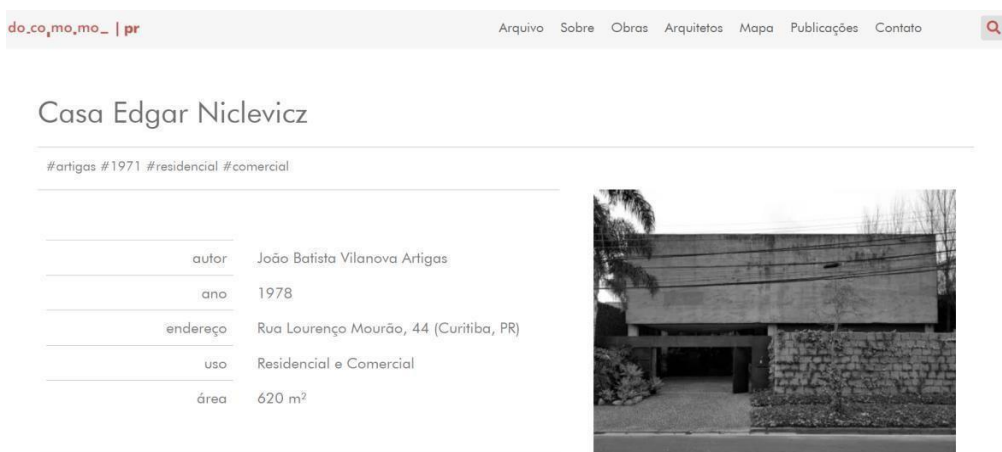 do.co,mo.mo_ | pr
Arquivo Sobre Obras Arquitetos Mapa Publicações Contato
Casa Edgar Niclevicz
#artigas #1971 #residencial #comercial
autor João Batista Vilanova Artigas
ano 1978
endereço Rua Lourenço Mourão, 44 (Curitiba, PR)
uso Residencial e Comercial
área 620 m²